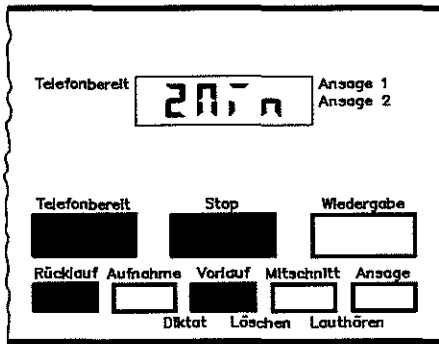 Telefonbereit
2Min
Ansage 1
Ansage 2
Telefonbereit Stop Wiedergabe
Rücklauf Aufnahme Vorlauf Mitschnitt Ansage
Diktat Löschen Lauthören